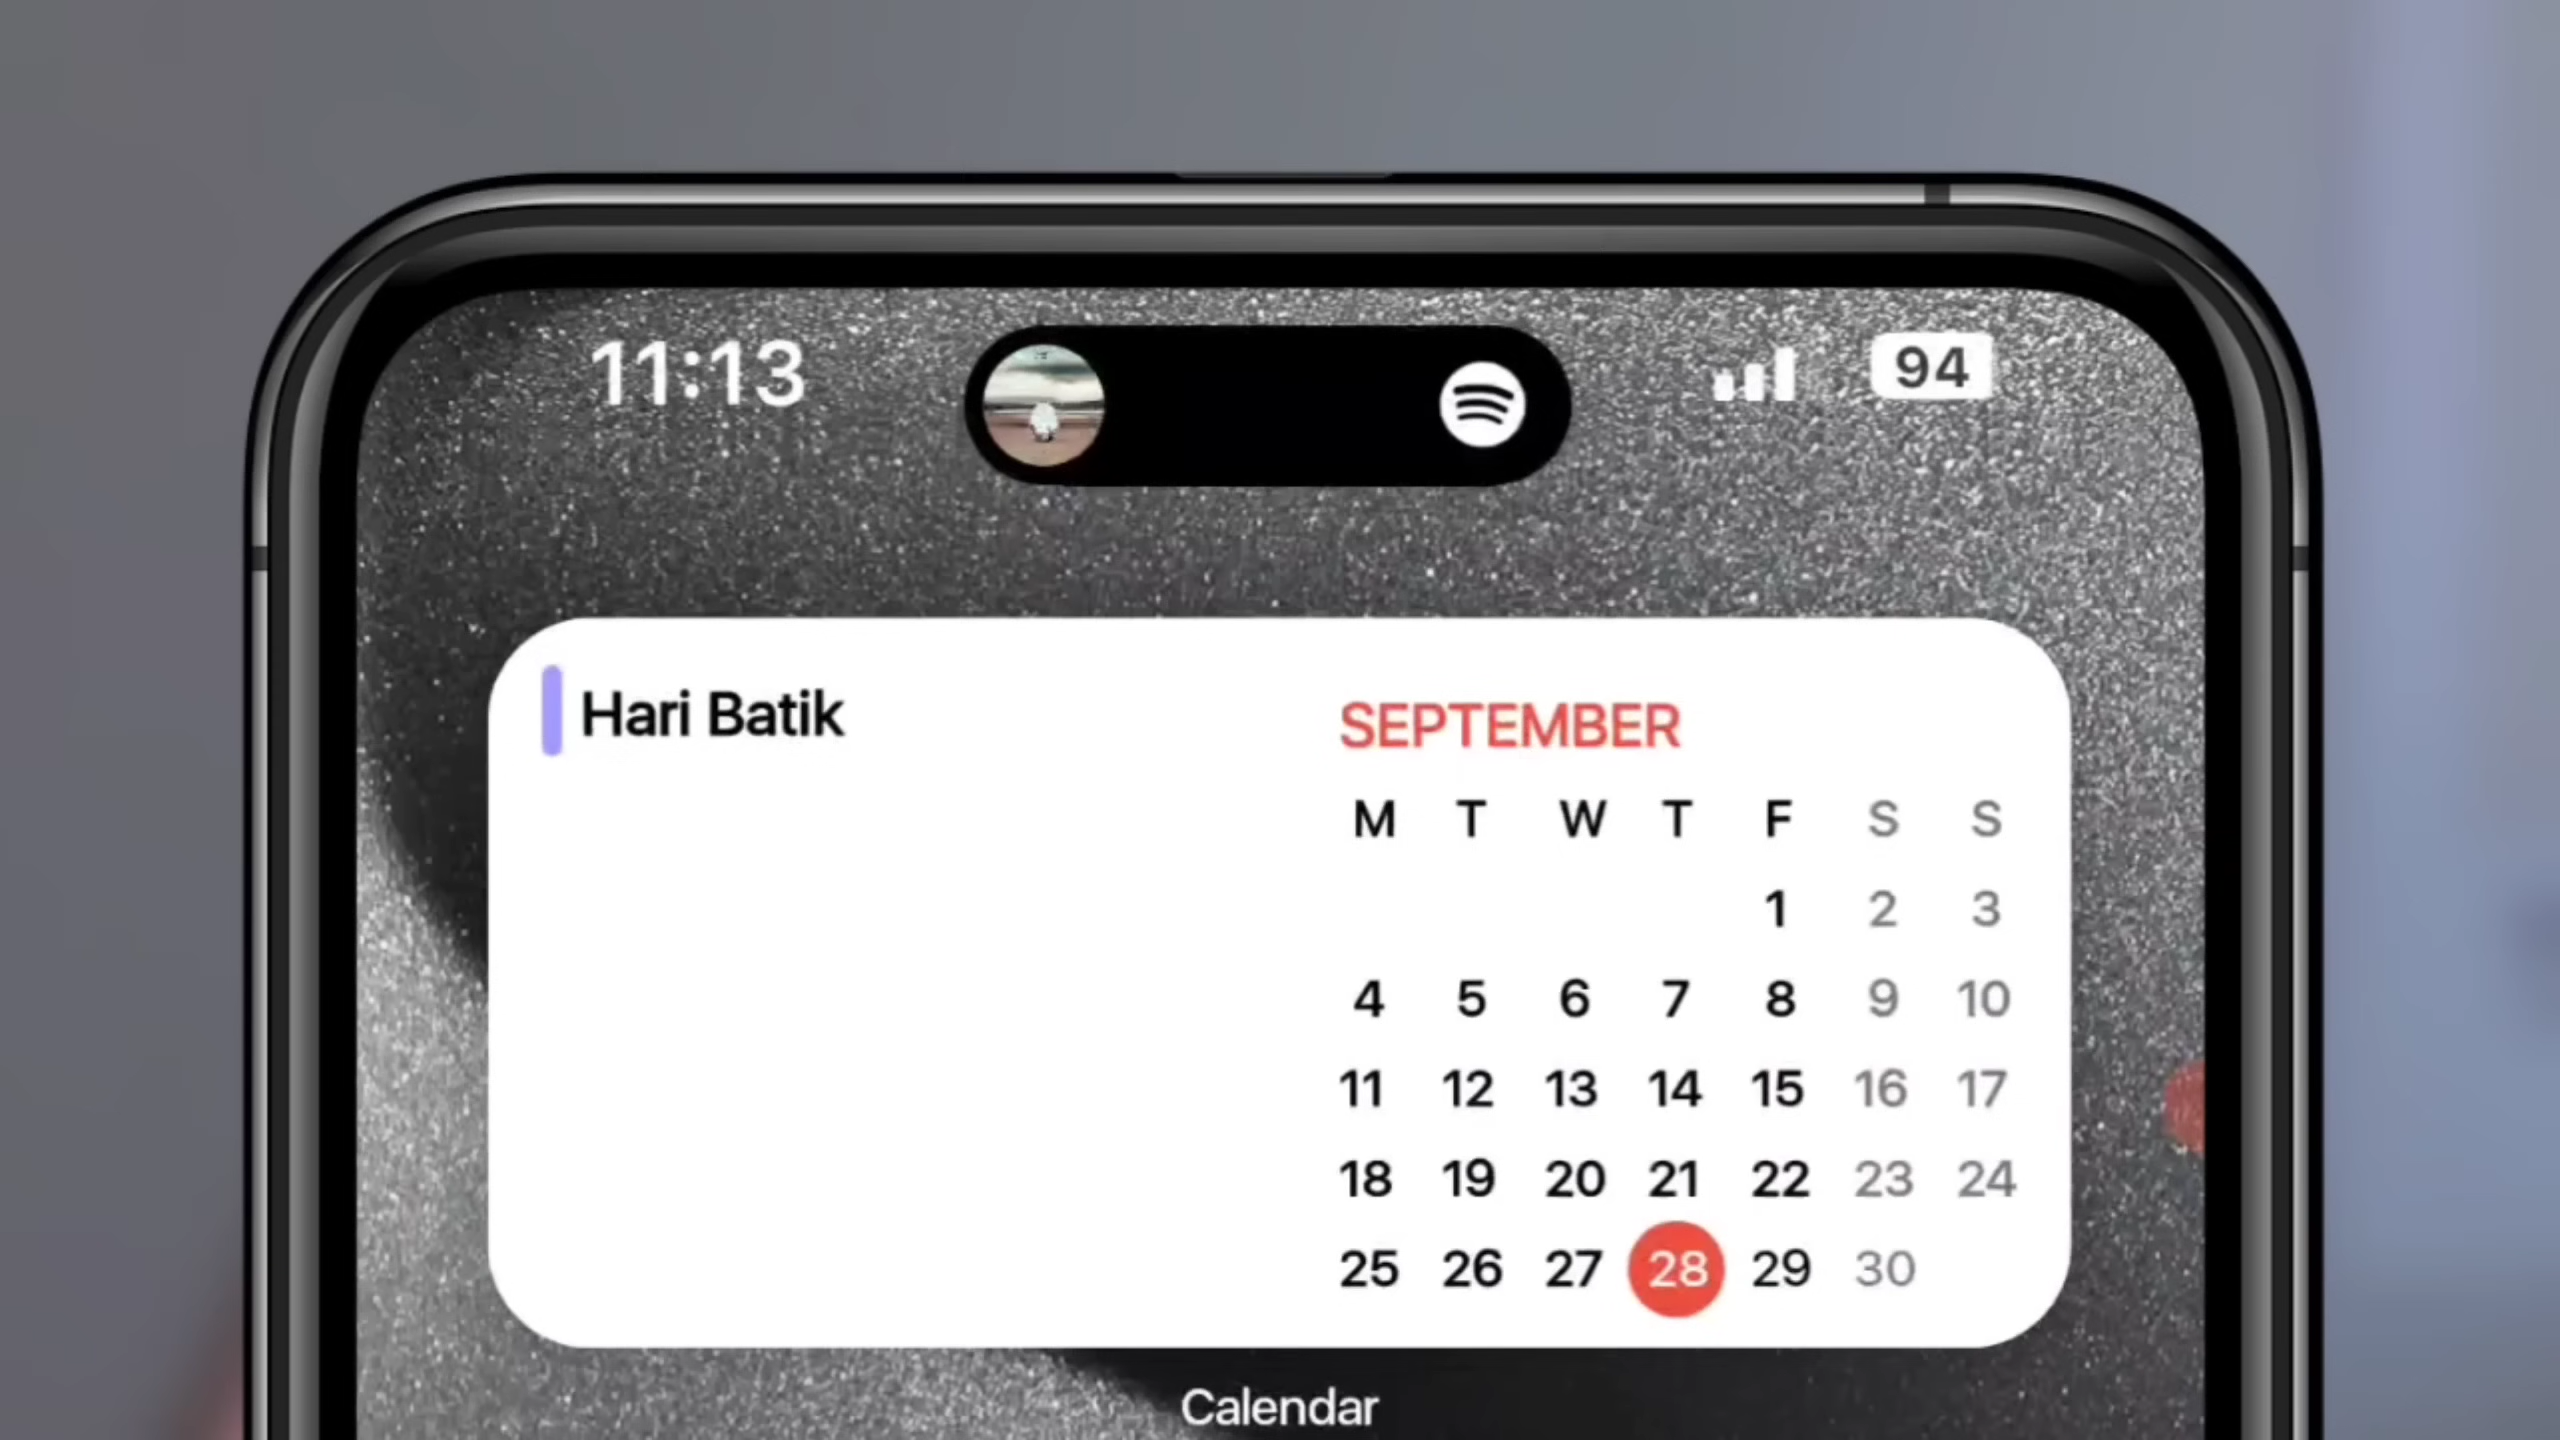 11:13
94
Hari Batik
SEPTEMBER
M T W T F S S
1 2 3
4 5 6 7 8 9 10
11 12 13 14 15 16 17
18 19 20 21 22 23 24
25 26 27 28 29 30
Calendar